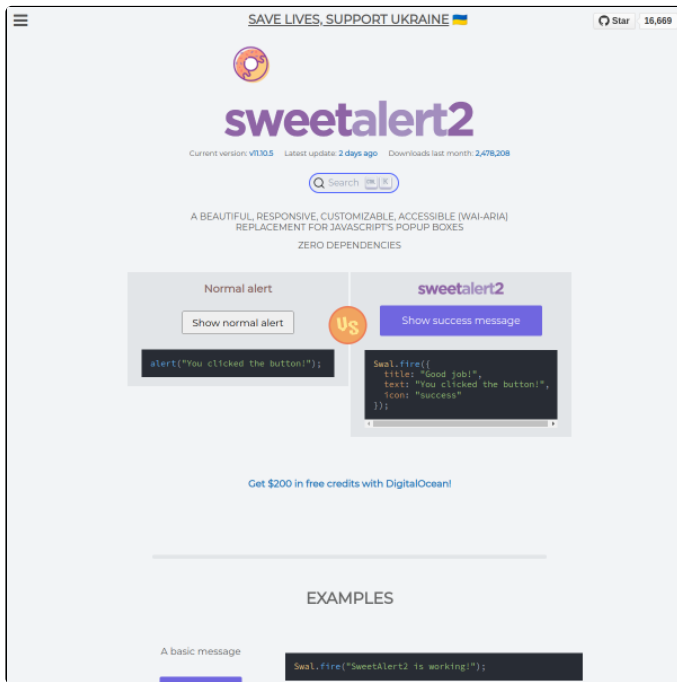 SAVE LIVES, SUPPORT UKRAINE
Star 16,669
sweetalert2
Current version: v11.10.5 Latest update: 2 days ago Downloads last month: 2,478,208
Search K
A BEAUTIFUL, RESPONSIVE, CUSTOMIZABLE, ACCESSIBLE (WAI-ARIA)
REPLACEMENT FOR JAVASCRIPT'S POPUP BOXES
ZERO DEPENDENCIES
Normal alert
Show normal alert
alert("You clicked the button!");
VS
sweetalert2
Show success message
Swal.fire({
title: "Good job!",
text: "You clicked the button!",
icon: "success"
});
Get $200 in free credits with DigitalOcean!
EXAMPLES
A basic message
Swal.fire("SweetAlert2 is working!");